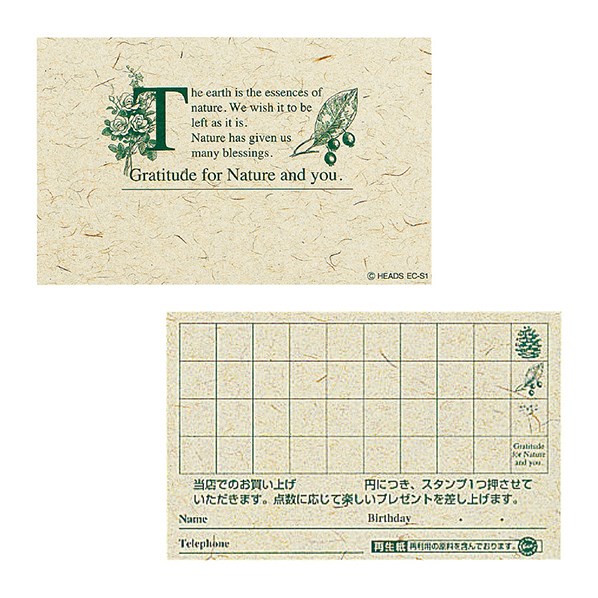 The earth is the essences of
nature. We wish it to be
left as it is.
Nature has given us
many blessings.
Gratitude for Nature and you.
© HEADS EC-S1
Gratitude
for Nature
and you.
当店でのお買い上げ 円につき、スタンプ1つ押させて
いただきます。点数に応じて楽しいプレゼントを差し上げます。
Name Birthday . .
Telephone 再生紙 再利用の原料を含んでおります。